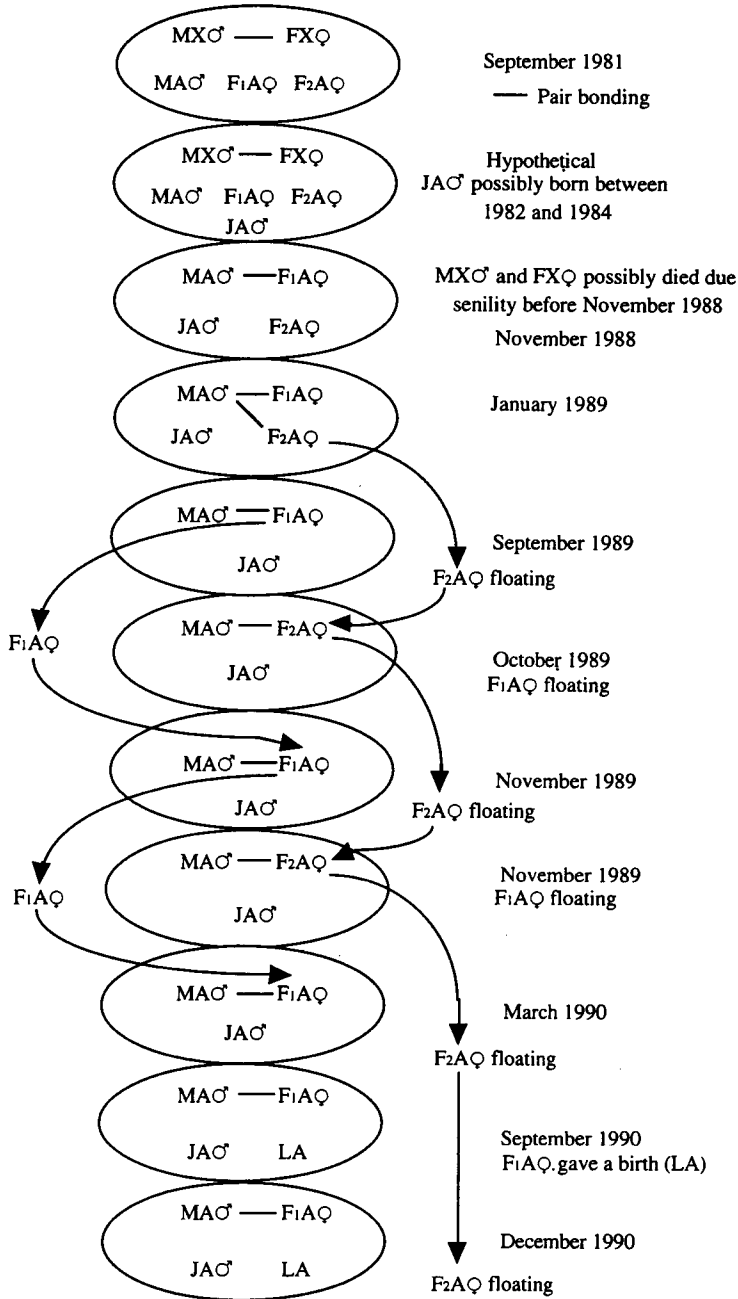 MX♂ — FX♀
MA♂ F1A♀ F2A♀
September 1981
— Pair bonding
MX♂ — FX♀
MA♂ F1A♀ F2A♀
JA♂
Hypothetical
JA♂ possibly born between
1982 and 1984
MA♂ — F1A♀
JA♂ F2A♀
MX♂ and FX♀ possibly died due
senility before November 1988
November 1988
MA♂ — F1A♀
JA♂ F2A♀
January 1989
MA♂ — F1A♀
JA♂
September 1989
F2A♀ floating
MA♂ — F2A♀
JA♂
F1A♀
October 1989
F1A♀ floating
MA♂ — F1A♀
JA♂
November 1989
F2A♀ floating
MA♂ — F2A♀
JA♂
F1A♀
November 1989
F1A♀ floating
MA♂ — F1A♀
JA♂
March 1990
F2A♀ floating
MA♂ — F1A♀
JA♂ LA
September 1990
F1A♀.gave a birth (LA)
MA♂ — F1A♀
JA♂ LA
December 1990
F2A♀ floating